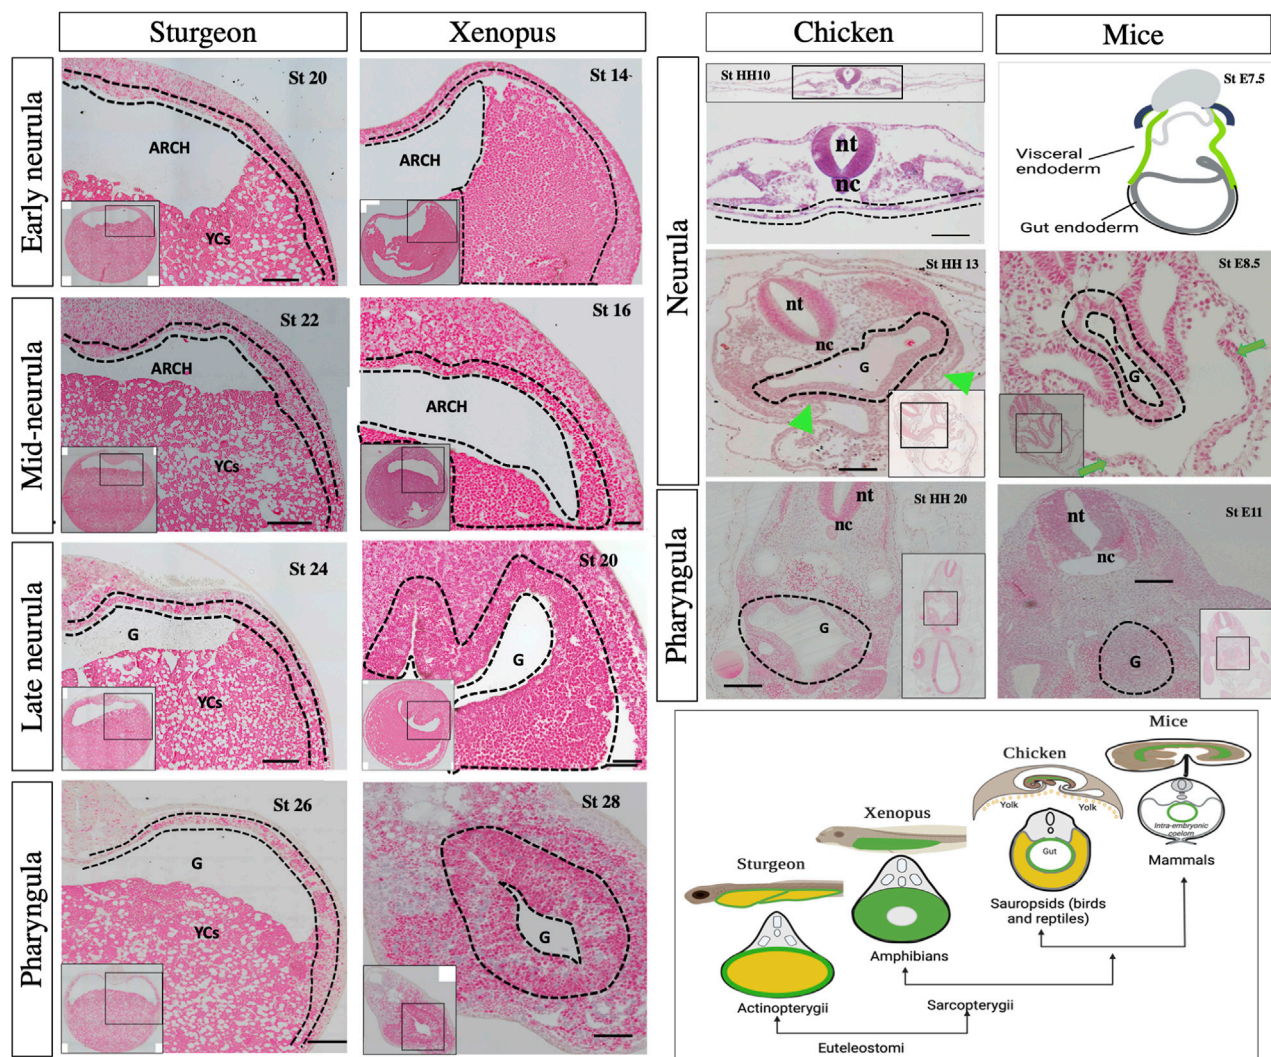 Sturgeon
Xenopus
Early neurula
St 20
ARCH
YCs
St 14
ARCH
Mid-neurula
St 22
ARCH
YCs
St 16
ARCH
Late neurula
St 24
G
YCs
St 20
G
Pharyngula
St 26
G
YCs
St 28
G
Chicken
Mice
Neurula
St HH10
nt
nc
St E7.5
Visceral
endoderm
Gut endoderm
St HH 13
nt
nc
G
St E8.5
G
Pharyngula
St HH 20
nt
nc
G
St E11
nt
nc
G
Mice
Chicken
Yolk
Yolk
Xenopus
Intra-embryonic
coelom
Gut
Sturgeon
Mammals
Sauropsids (birds
and reptiles)
Amphibians
Actinopterygii
Sarcopterygii
Euteleostomi